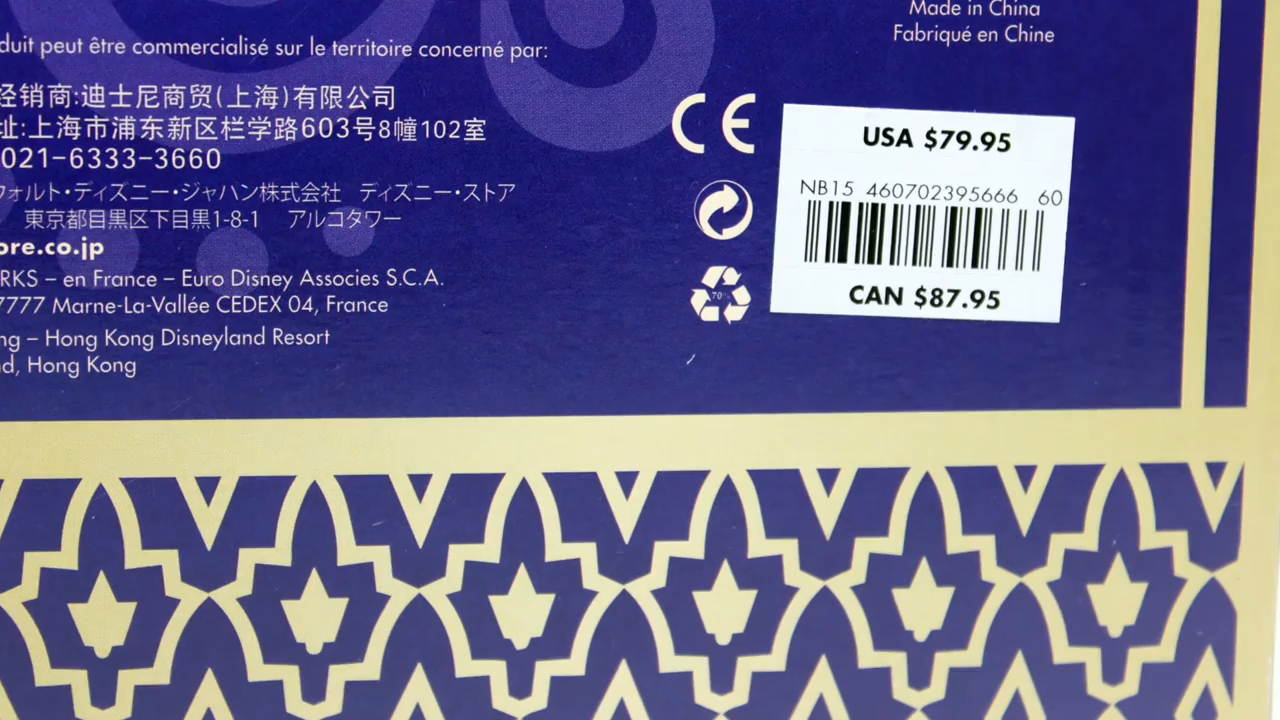 Made in China
Fabriqué en Chine
duit peut être commercialisé sur le territoire concerné par:
经销商:迪士尼商贸(上海)有限公司
址:上海市浦东新区栏学路603号8幢102室
021-6333-3660
ウォルト・ディズニー・ジャパン株式会社 ディズニー・ストア
東京都目黒区下目黒1-8-1 アルコタワー
ore.co.jp
RKS – en France – Euro Disney Associes S.C.A.
7777 Marne-La-Vallée CEDEX 04, France
ng – Hong Kong Disneyland Resort
d, Hong Kong
CE
70%
USA $79.95
NB15 460702395666 60
CAN $87.95